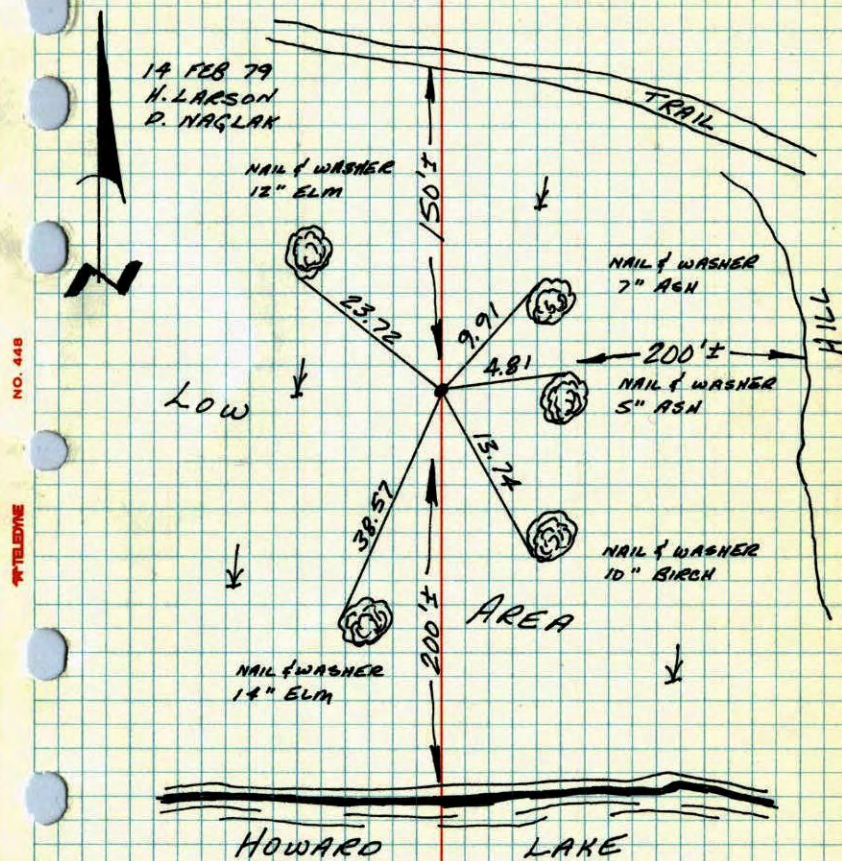 14 FEB 79
H. LARSON
D. NAGLAK
TRAIL
150'±
NAIL & WASHER
12" ELM
NAIL & WASHER
7" ASH
HILL
23.72
9.91
200'±
4.81
NAIL & WASHER
5" ASH
NO. 448
LOW
13.74
38.57
NAIL & WASHER
10" BIRCH
TELEDYNE
AREA
200'±
NAIL & WASHER
14" ELM
HOWARD LAKE
N